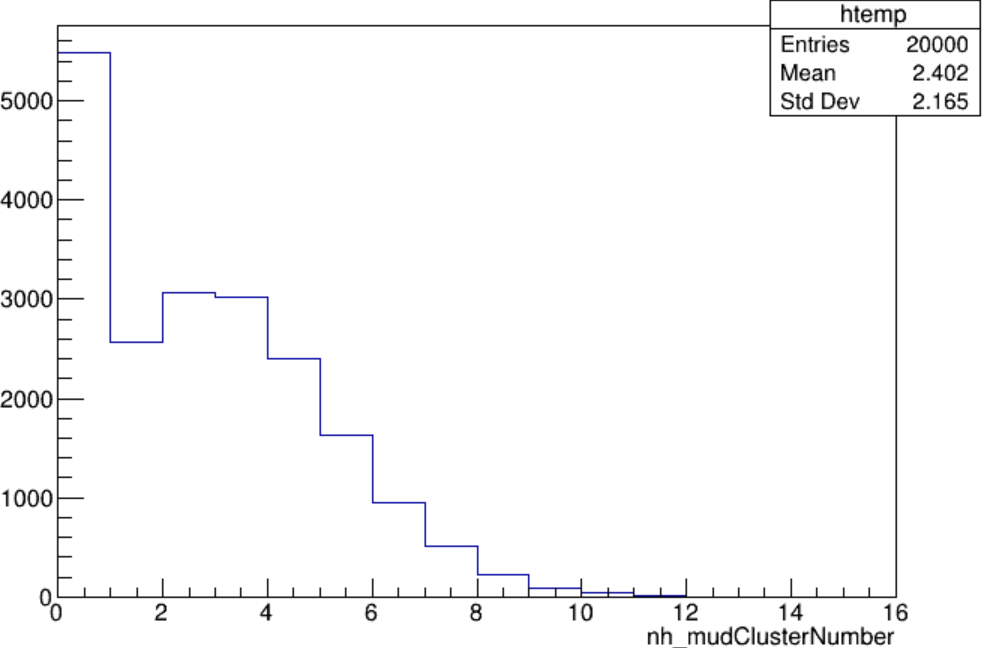 htemp
Entries 20000
Mean 2.402
Std Dev 2.165
5000
4000
3000
2000
1000
0
0 2 4 6 8 10 12 14 16
nh_mudClusterNumber